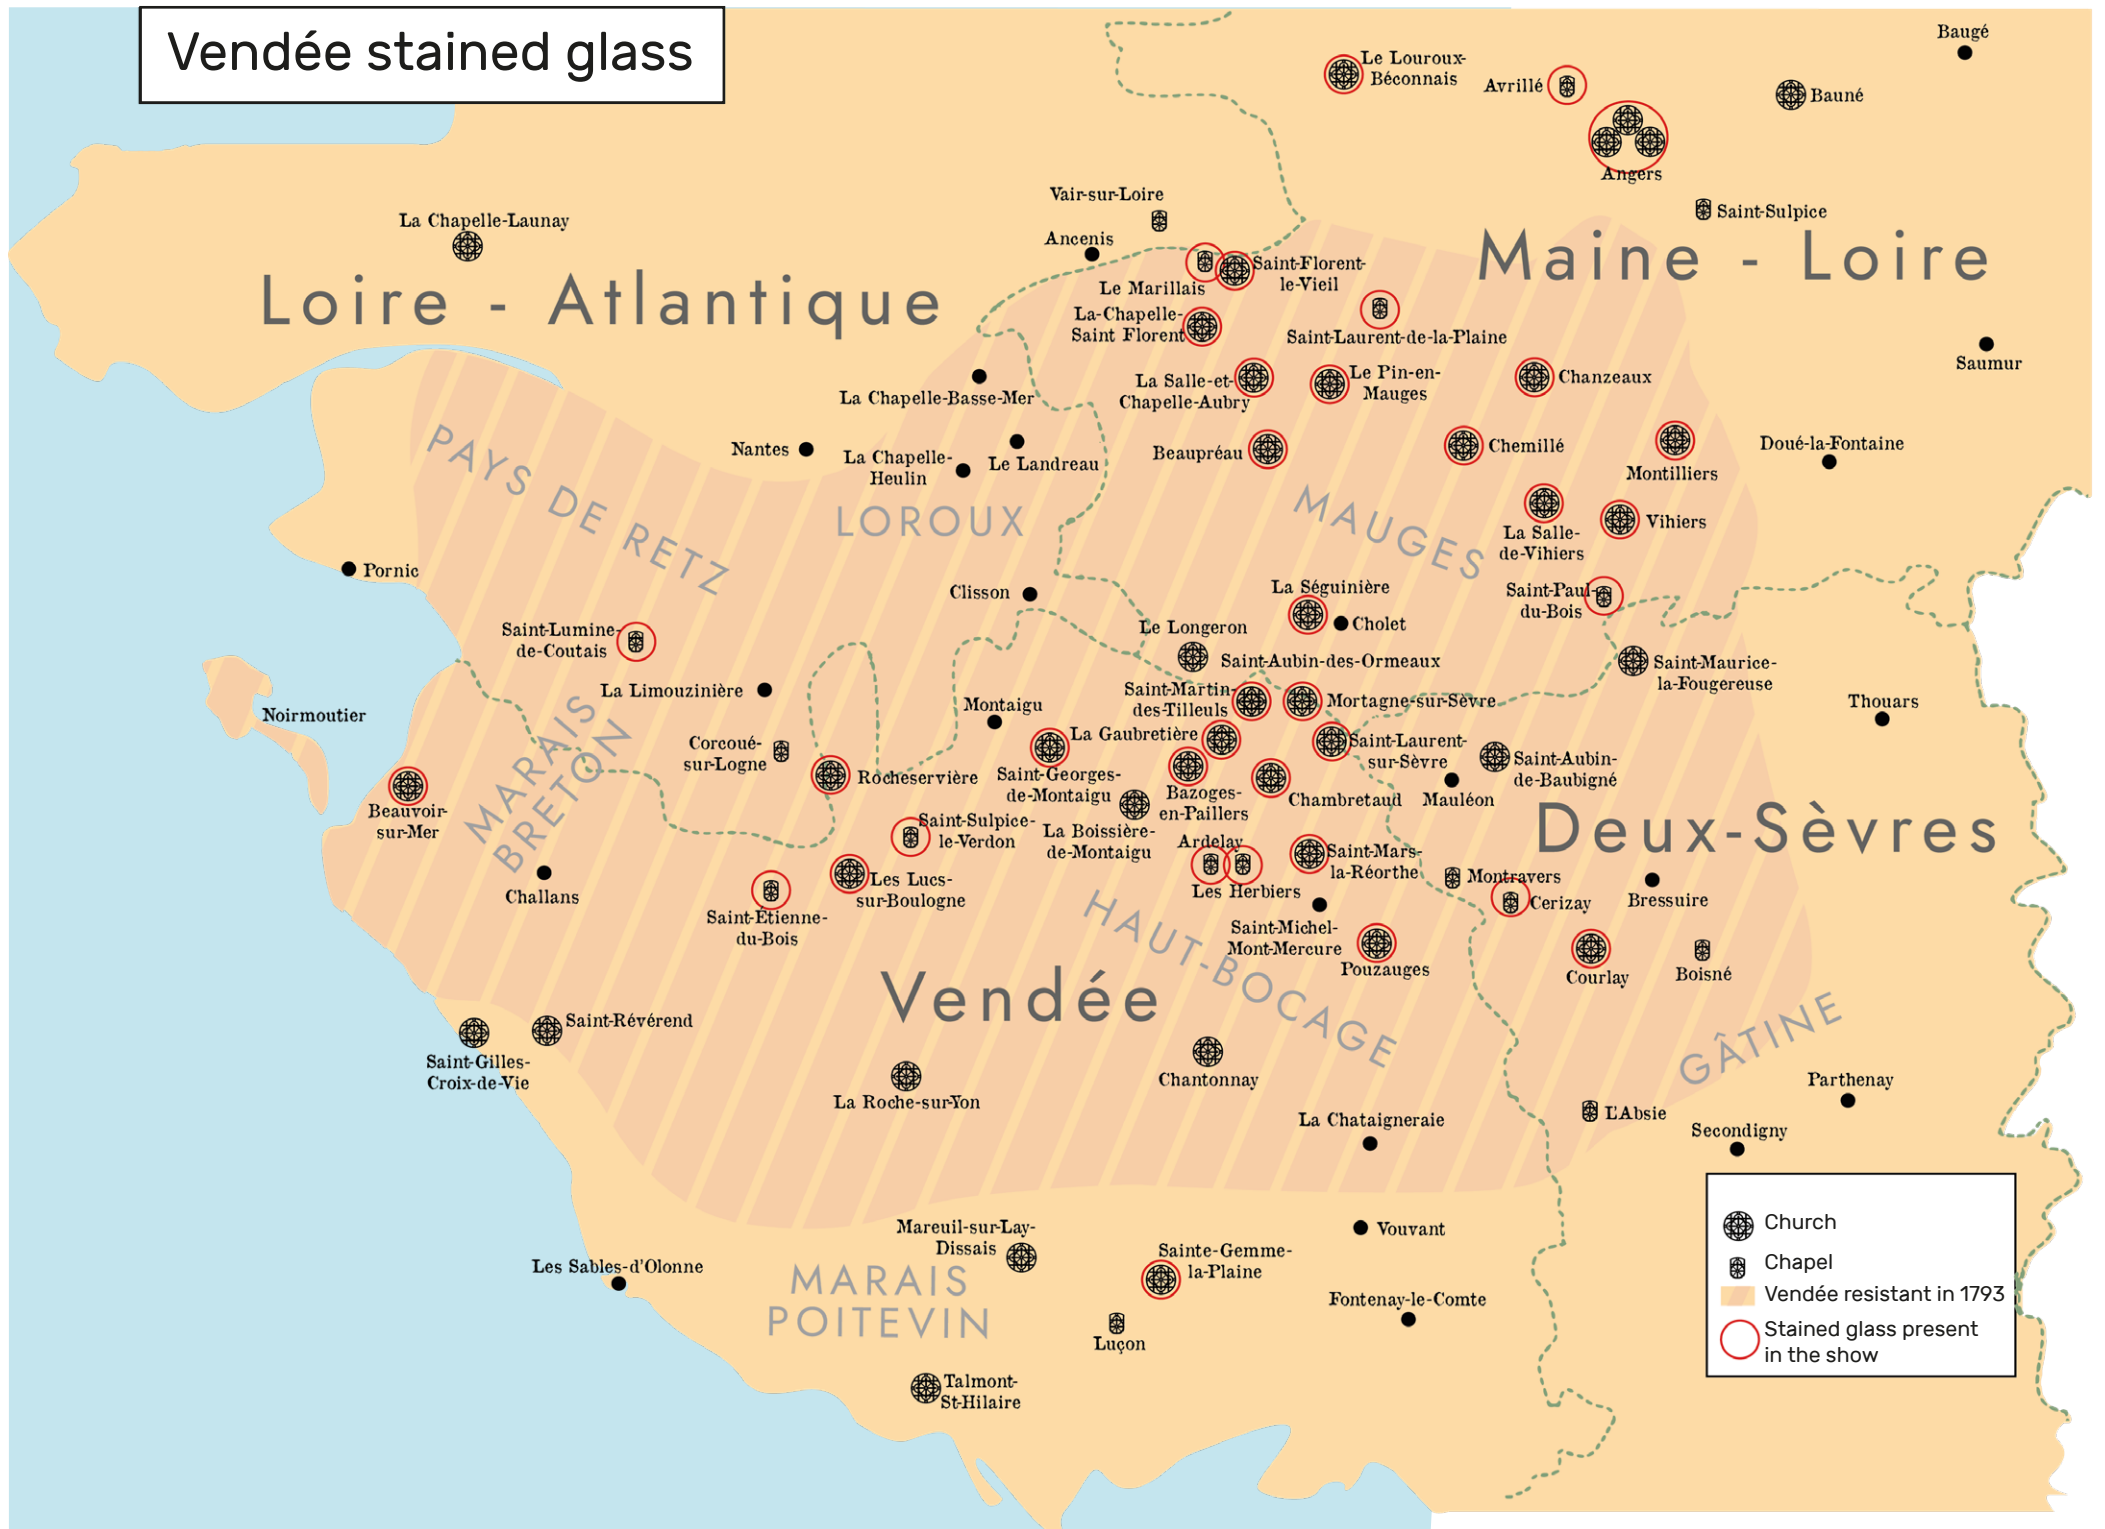 Vendée stained glass
Baugé
Le Louroux-
Béconnais
Avrillé
Bauné
Angers
Vair-sur-Loire
Saint-Sulpice
La Chapelle-Launay
Ancenis
Maine - Loire
Saint-Florent-
le-Vieil
Le Marillais
Loire - Atlantique
La-Chapelle-
Saint Florent
Saint-Laurent-de-la-Plaine
Saumur
La Chapelle-Basse-Mer
La Salle-et-
Chapelle-Aubry
Le Pin-en-
Mauges
Chanzeaux
PAYS DE RETZ
Nantes
La Chapelle-
Heulin
Le Landreau
Beaupréau
Chemillé
Montilliers
Doué-la-Fontaine
LOROUX
MAUGES
La Salle-
de-Vihiers
Vihiers
Pornic
Clisson
La Séguinière
Cholet
Saint-Paul-
du-Bois
Saint-Lumine-
de-Coutais
Le Longeron
Saint-Aubin-des-Ormeaux
Saint-Maurice-
la-Fougereuse
La Limouzinière
Saint-Martin-
des-Tilleuls
Mortagne-sur-Sèvre
Thouars
Noirmoutier
Montaigu
La Gaubretière
Saint-Laurent-
sur-Sèvre
MARAIS
BRETON
Corcoué-
sur-Logne
Rocheservière
Saint-Georges-
de-Montaigu
Bazoges-
en-Paillers
Chambretaud
Mauléon
Saint-Aubin-
de-Baubigné
Beauvoir-
sur-Mer
Saint-Sulpice-
le-Verdon
La Boissière-
de-Montaigu
Ardelay
Les Herbiers
Saint-Mars-
la-Réorthe
Deux-Sèvres
Montravers
Cerizay
Bressuire
Challans
Les Lucs-
sur-Boulogne
Saint-Étienne-
du-Bois
HAUT-BOCAGE
Saint-Michel-
Mont-Mercure
Pouzauges
Courlay
Boisné
Vendée
Saint-Révérend
Saint-Gilles-
Croix-de-Vie
GÂTINE
La Roche-sur-Yon
Chantonnay
Parthenay
La Chataigneraie
L'Absie
Secondigny
Mareuil-sur-Lay-
Dissais
Vouvant
Les Sables-d'Olonne
Sainte-Gemme-
la-Plaine
MARAIS
POITEVIN
Fontenay-le-Comte
Luçon
Talmont-
St-Hilaire
Church
Chapel
Vendée resistant in 1793
Stained glass present
in the show